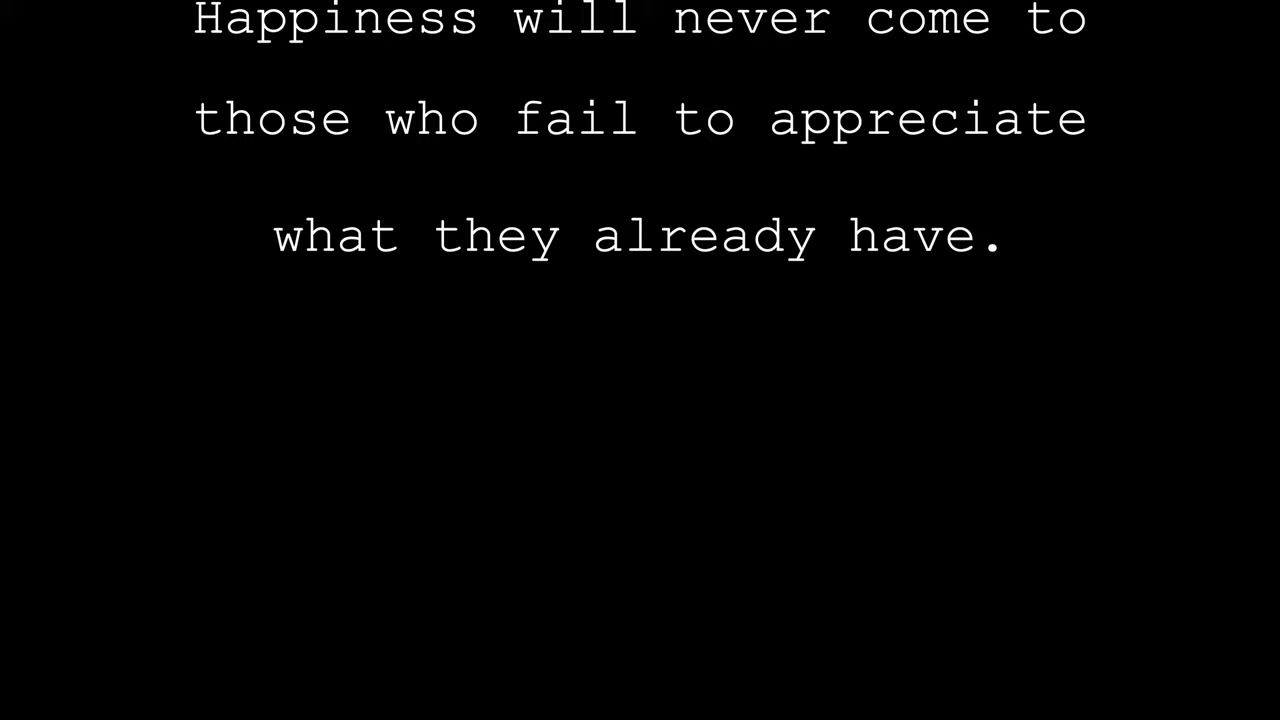 Happiness will never come to
those who fail to appreciate
what they already have.